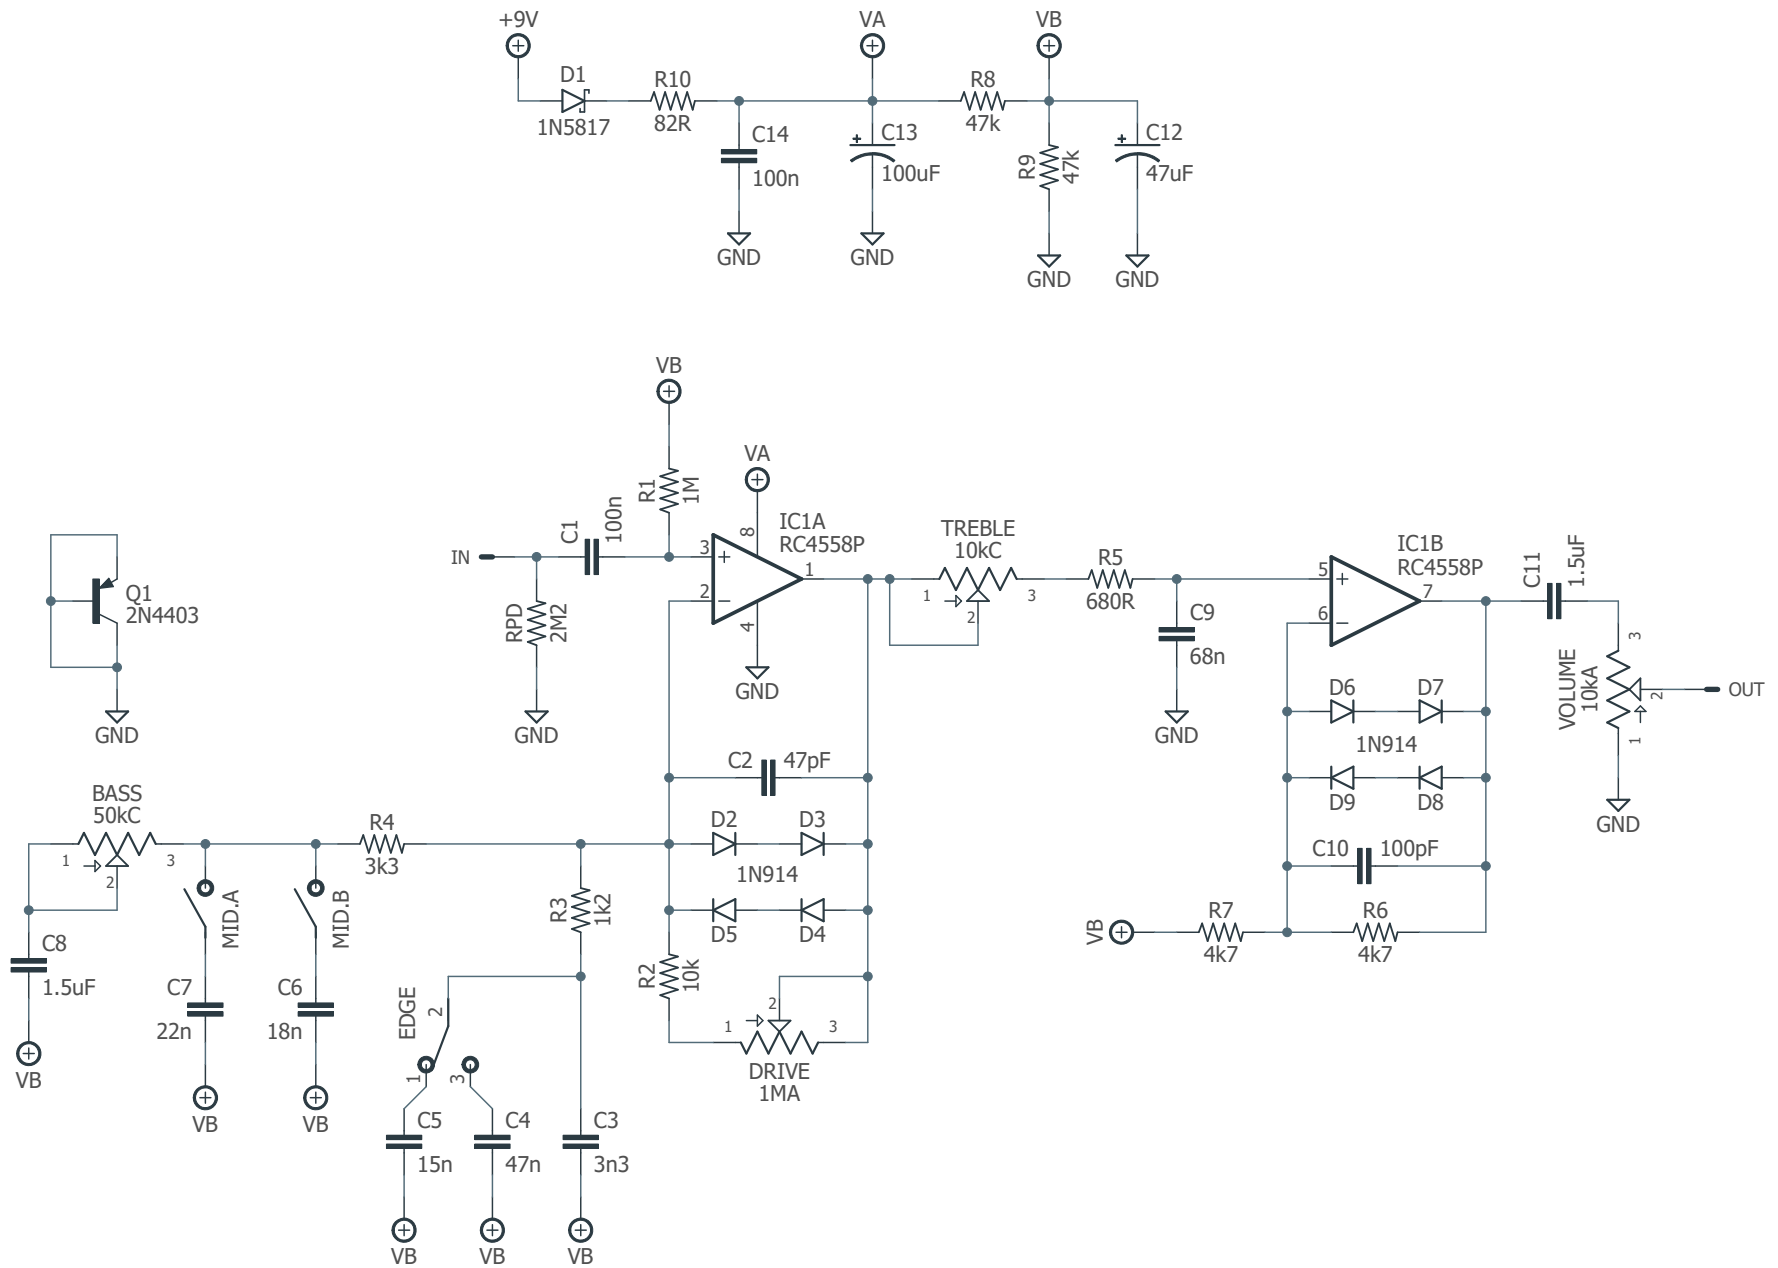 +9V
VA
VB
D1
1N5817
R10
82R
R8
47k
C14
100n
C13
100uF
R9
47k
C12
47uF
GND
GND
GND
GND
VB
R1
1M
VA
C1
100n
IC1A
RC4558P
8
3
2
1
4
IN
RPD
2M2
GND
GND
Q1
2N4403
GND
TREBLE
10kC
1
2
3
R5
680R
C9
68n
GND
IC1B
RC4558P
5
6
7
C11
1.5uF
VOLUME
10kA
3
2
1
OUT
GND
D6
D7
1N914
D9
D8
C10
100pF
VB
R7
4k7
R6
4k7
C2
47pF
D2
D3
1N914
D5
D4
R2
10k
1
2
3
DRIVE
1MA
BASS
50kC
1
2
3
R4
3k3
MID.A
MID.B
C8
1.5uF
VB
C7
22n
VB
C6
18n
VB
R3
1k2
EDGE
2
1
3
C5
15n
VB
C4
47n
VB
C3
3n3
VB